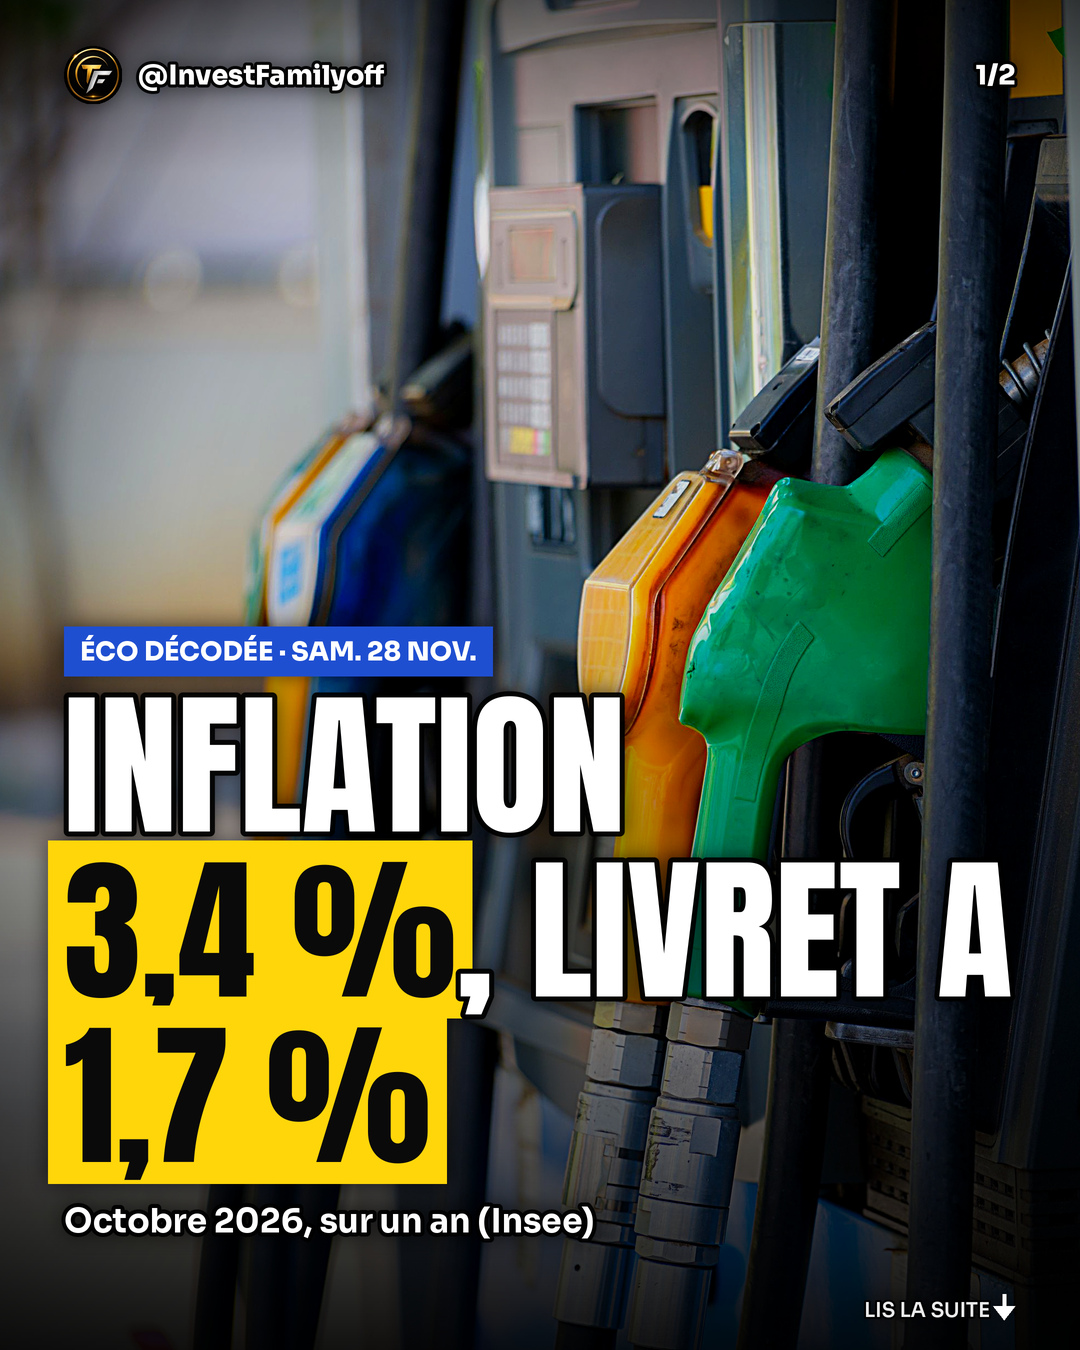 @InvestFamilyoff
1/2
ÉCO DÉCODÉE · SAM. 28 NOV.
INFLATION
3,4 %, LIVRET A
1,7 %
Octobre 2026, sur un an (Insee)
LIS LA SUITE